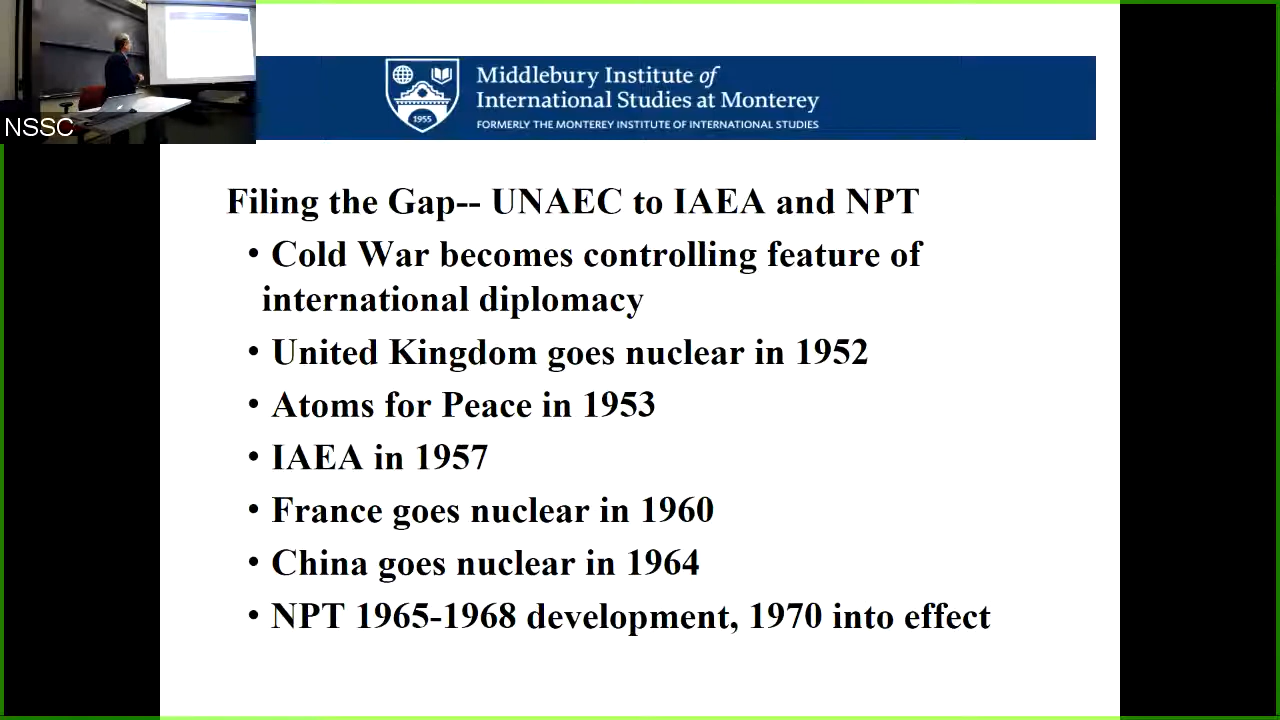 NSSC
1955
Middlebury Institute of
International Studies at Monterey
FORMERLY THE MONTEREY INSTITUTE OF INTERNATIONAL STUDIES
Filing the Gap-- UNAEC to IAEA and NPT
• Cold War becomes controlling feature of
international diplomacy
• United Kingdom goes nuclear in 1952
• Atoms for Peace in 1953
• IAEA in 1957
• France goes nuclear in 1960
• China goes nuclear in 1964
• NPT 1965-1968 development, 1970 into effect